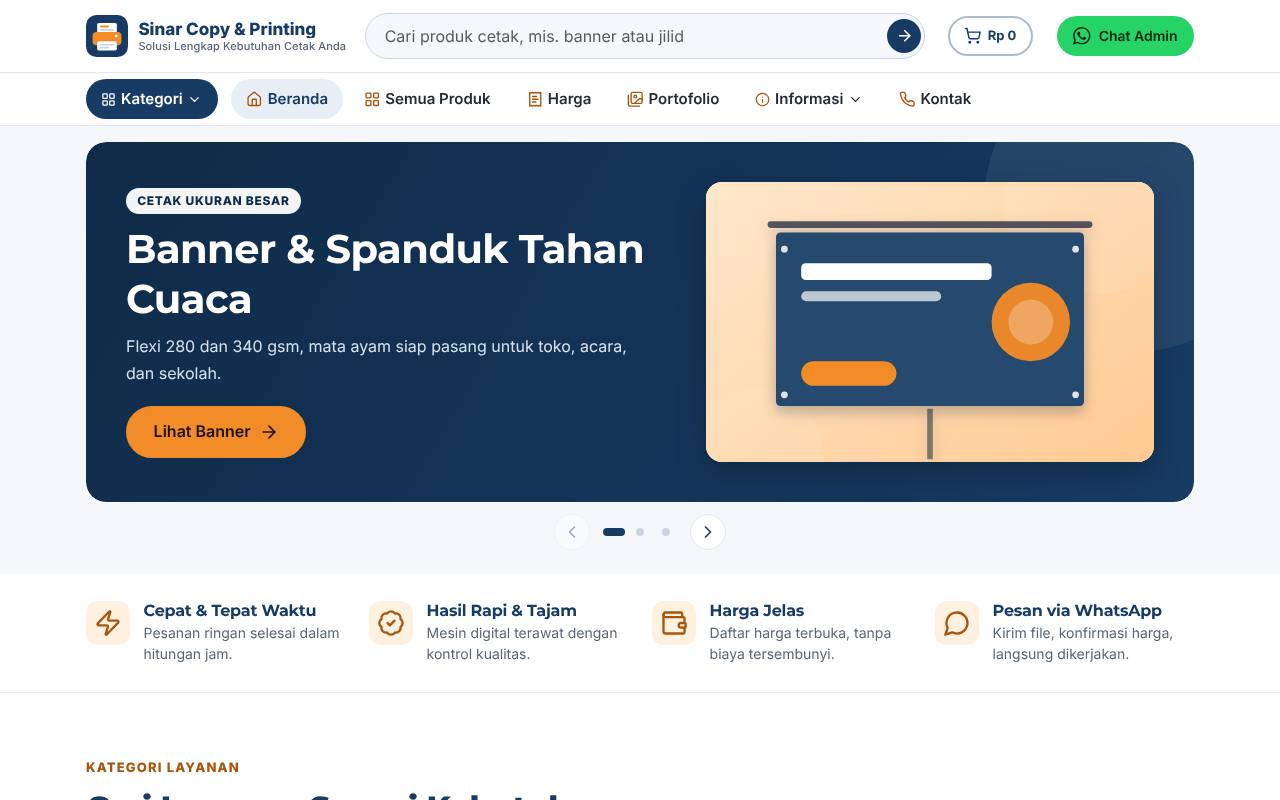 Sinar Copy & Printing
Solusi Lengkap Kebutuhan Cetak Anda
Cari produk cetak, mis. banner atau jilid
Rp 0
Chat Admin
Kategori
Beranda
Semua Produk
Harga
Portofolio
Informasi
Kontak
CETAK UKURAN BESAR
Banner & Spanduk Tahan
Cuaca
Flexi 280 dan 340 gsm, mata ayam siap pasang untuk toko, acara,
dan sekolah.
Lihat Banner
Cepat & Tepat Waktu
Pesanan ringan selesai dalam
hitungan jam.
Hasil Rapi & Tajam
Mesin digital terawat dengan
kontrol kualitas.
Harga Jelas
Daftar harga terbuka, tanpa
biaya tersembunyi.
Pesan via WhatsApp
Kirim file, konfirmasi harga,
langsung dikerjakan.
KATEGORI LAYANAN